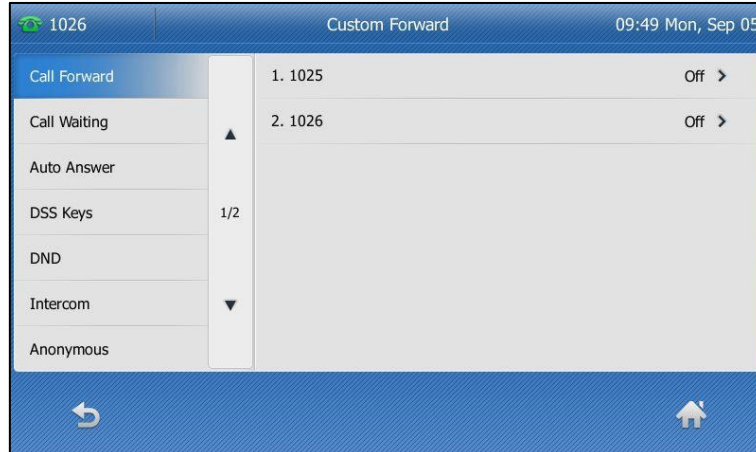 1026 Custom Forward 09:49 Mon, Sep 05
Call Forward
Call Waiting
Auto Answer
DSS Keys
DND
Intercom
Anonymous
1/2
1. 1025 Off
2. 1026 Off